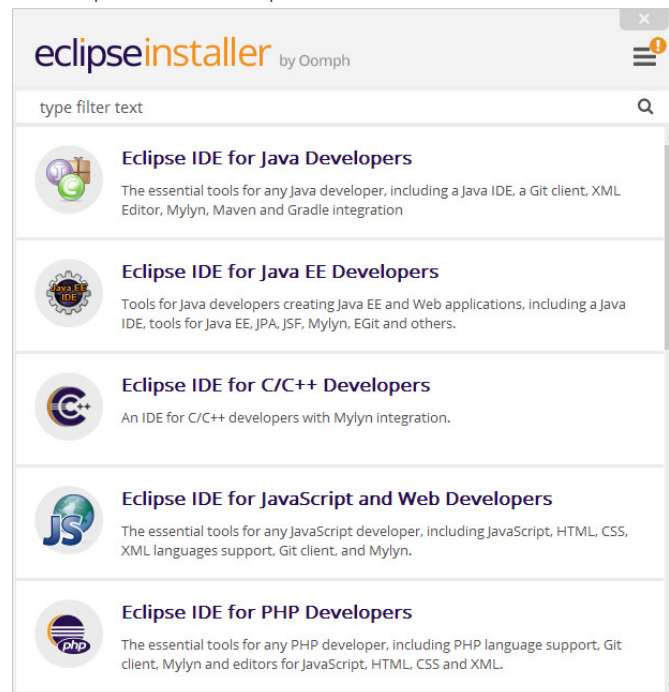 eclipseinstaller by Oomph
type filter text
Eclipse IDE for Java Developers
The essential tools for any Java developer, including a Java IDE, a Git client, XML
Editor, Mylyn, Maven and Gradle integration
Java EE
IDE
Eclipse IDE for Java EE Developers
Tools for Java developers creating Java EE and Web applications, including a Java
IDE, tools for Java EE, JPA, JSF, Mylyn, EGit and others.
C++
Eclipse IDE for C/C++ Developers
An IDE for C/C++ developers with Mylyn integration.
JS
Eclipse IDE for JavaScript and Web Developers
The essential tools for any JavaScript developer, including JavaScript, HTML, CSS,
XML languages support, Git client, and Mylyn.
php
Eclipse IDE for PHP Developers
The essential tools for any PHP developer, including PHP language support, Git
client, Mylyn and editors for JavaScript, HTML, CSS and XML.